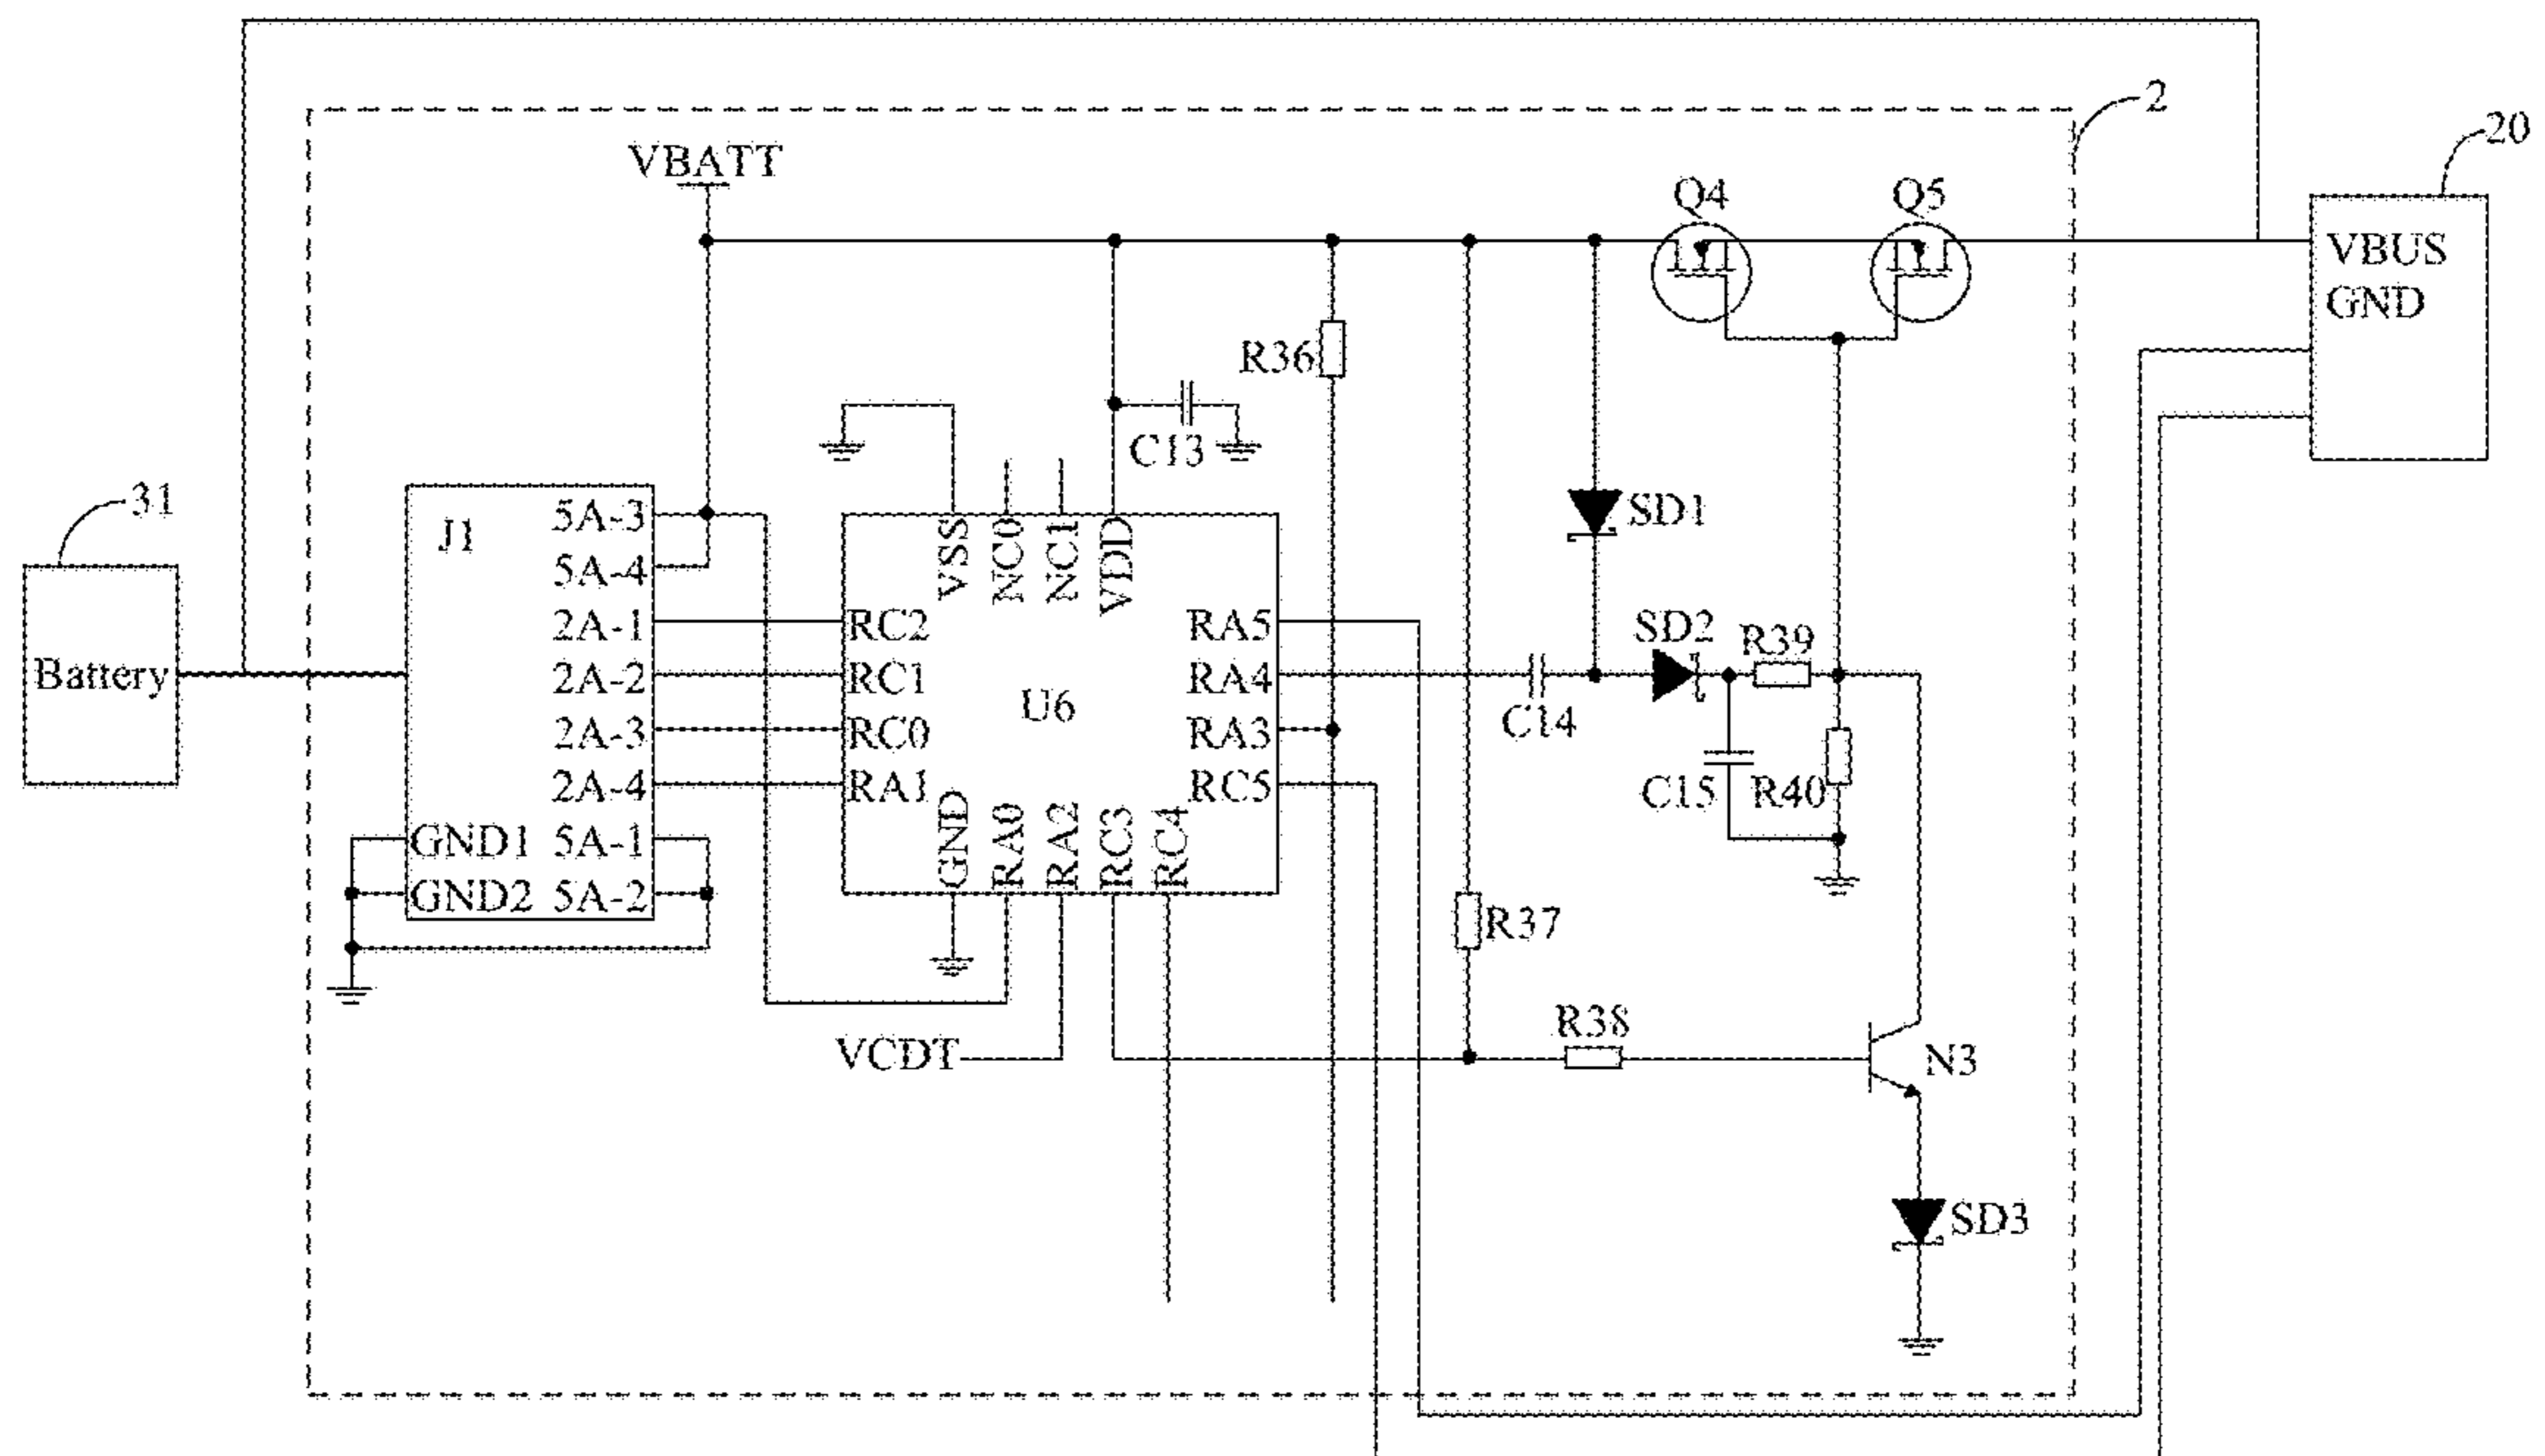 2
20
VBATT
Q4
Q5
VBUS
GND
R36
C13
31
Battery
J1
5A-3
5A-4
2A-1
2A-2
2A-3
2A-4
GND1
5A-1
GND2
5A-2
VSS
NC0
NC1
VDD
RC2
RC1
RC0
RA1
U6
RA5
RA4
RA3
RC5
GND
RA0
RA2
RC3
RC4
SD1
SD2
R39
C14
C15
R40
R37
VCDT
R38
N3
SD3